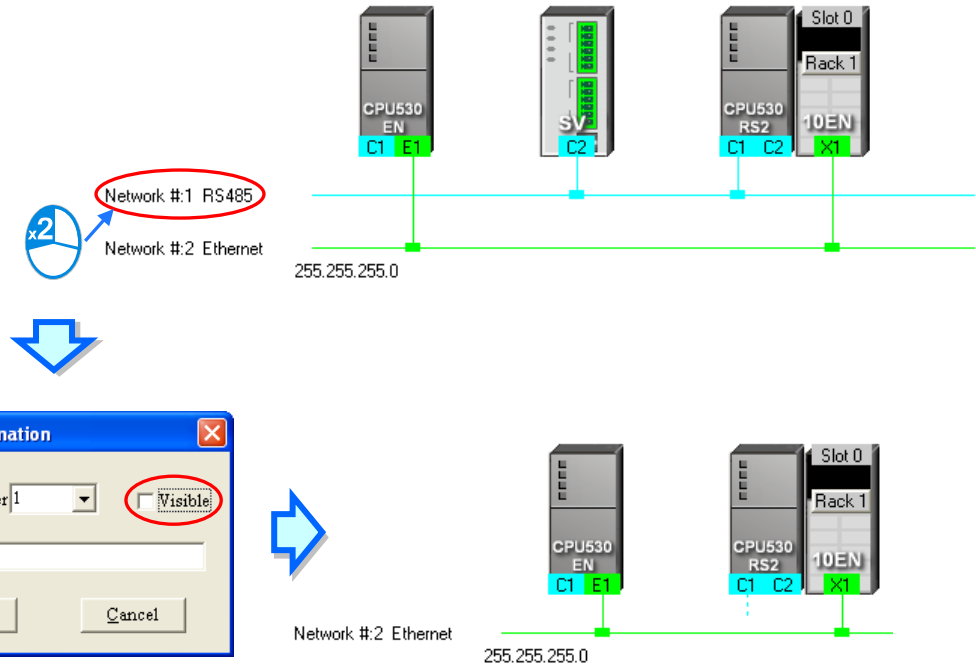 Slot 0
Rack 1
CPU530
EN
C1 E1
SV
C2
CPU530
RS2
C1 C2
10EN
X1
Network #:1 RS485
x2
Network #:2 Ethernet
255.255.255.0
mation
er 1
Visible
Cancel
Slot 0
Rack 1
CPU530
EN
C1 E1
CPU530
RS2
C1 C2
10EN
X1
Network #:2 Ethernet
255.255.255.0